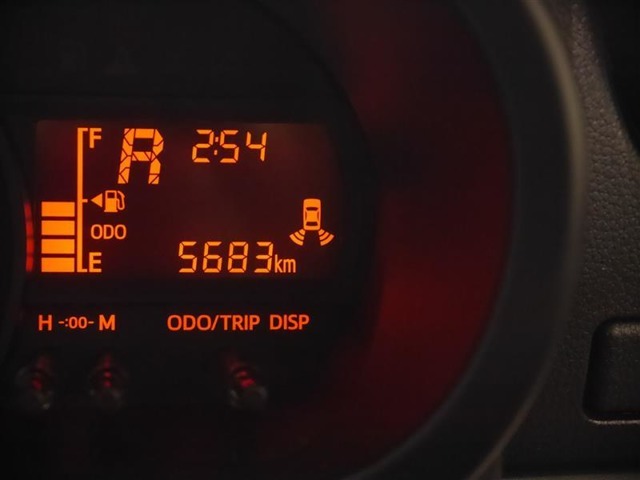 F
R 2:54
ODO
E 5683km
H -:00- M ODO/TRIP DISP